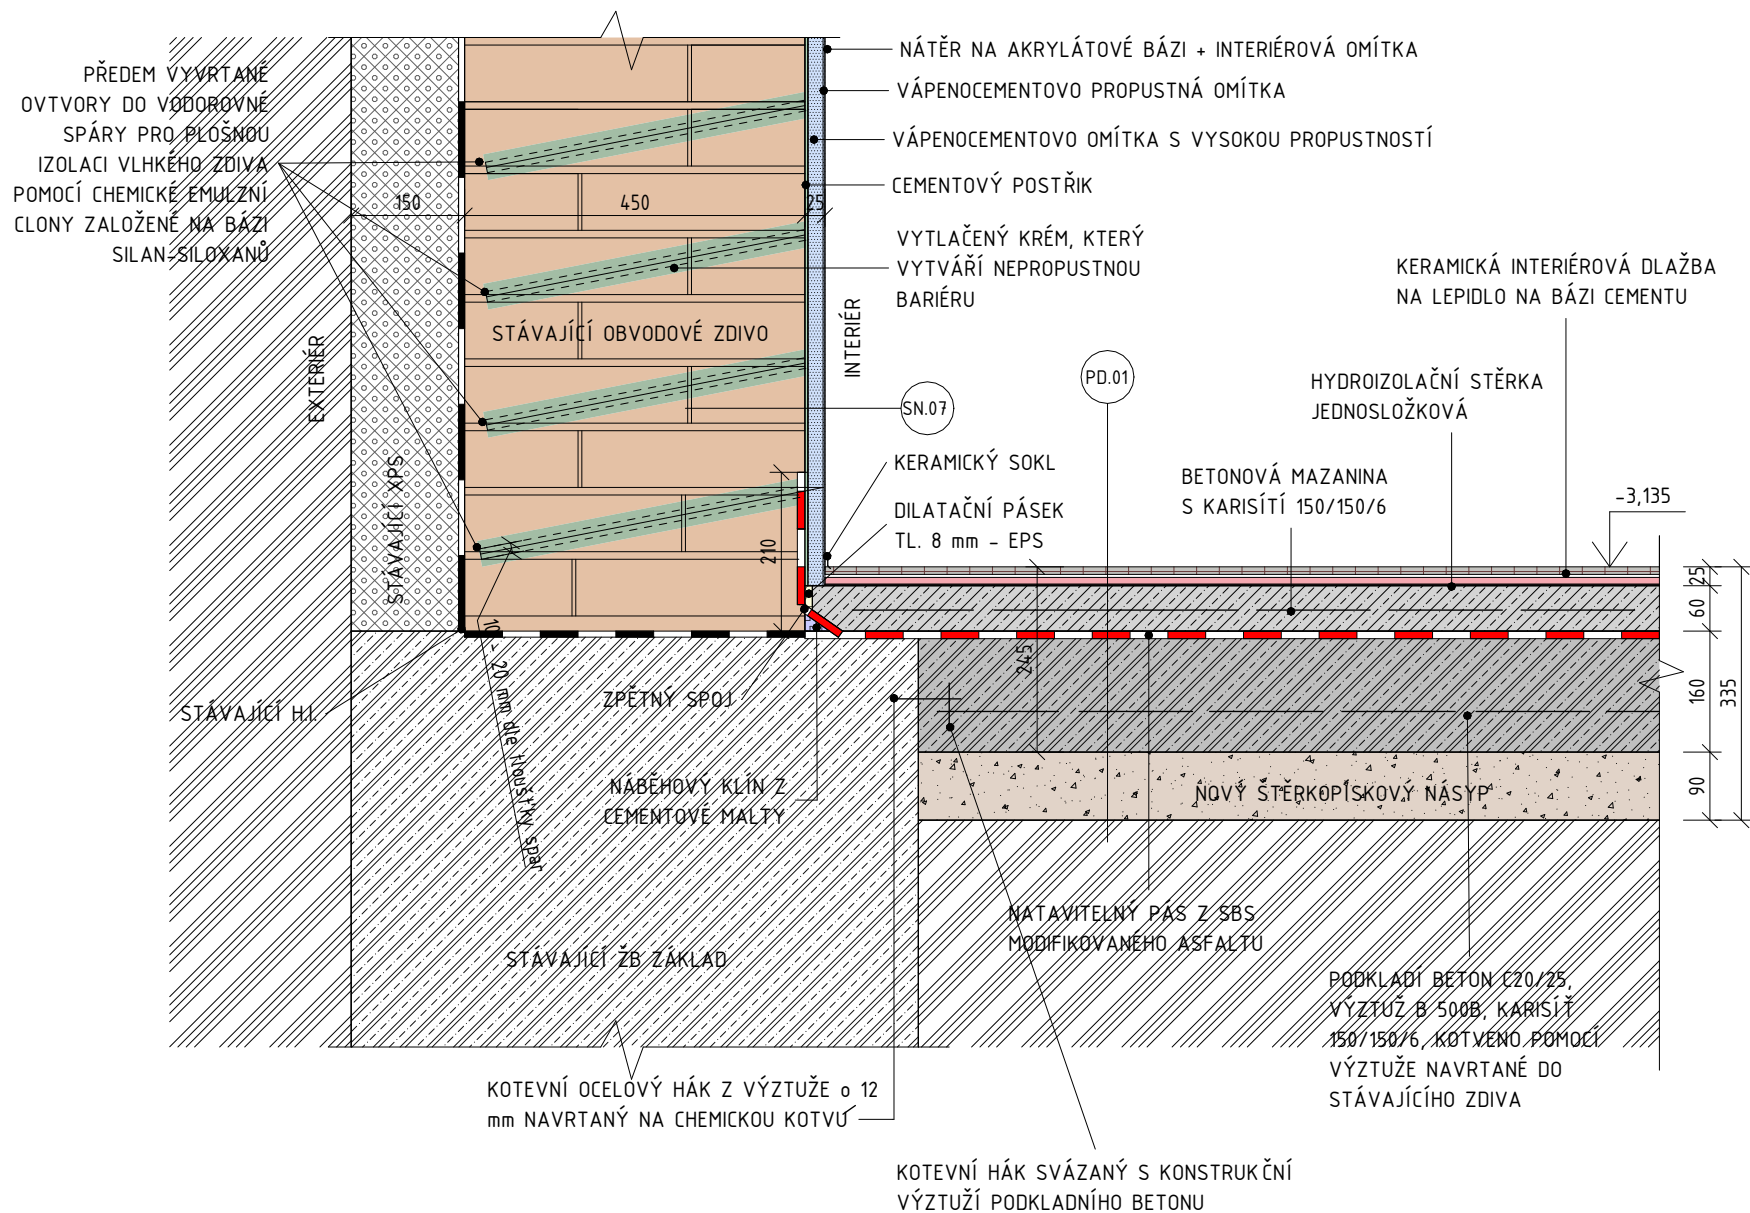 PŘEDEM VYVRTANÉ
OVTVORY DO VODOROVNÉ
SPÁRY PRO PLOŠNOU
IZOLACI VLHKÉHO ZDIVA
POMOCÍ CHEMICKÉ EMULZNÍ
CLONY ZALOŽENÉ NA BÁZI
SILAN-SILOXANŮ
NÁTĚR NA AKRYLÁTOVÉ BÁZI + INTERIÉROVÁ OMÍTKA
VÁPENOCEMENTOVO PROPUSTNÁ OMÍTKA
VÁPENOCEMENTOVO OMÍTKA S VYSOKOU PROPUSTNOSTÍ
CEMENTOVÝ POSTŘIK
150
450
25
VYTLAČENÝ KRÉM, KTERÝ
VYTVÁŘÍ NEPROPUSTNOU
BARIÉRU
KERAMICKÁ INTERIÉROVÁ DLAŽBA
NA LEPIDLO NA BÁZI CEMENTU
STÁVAJÍCÍ OBVODOVÉ ZDIVO
EXTERIÉR
INTERIÉR
PD.01
HYDROIZOLAČNÍ STĚRKA
JEDNOSLOŽKOVÁ
SN.07
STÁVAJÍCÍ XPS
KERAMICKÝ SOKL
BETONOVÁ MAZANINA
S KARISÍTÍ 150/150/6
-3,135
DILATAČNÍ PÁSEK
TL. 8 mm - EPS
210
25
60
245
160
335
90
10 - 20 mm dle tloušťky spar
STÁVAJÍCÍ H.I.
ZPĚTNÝ SPOJ
NÁBĚHOVÝ KLÍN Z
CEMENTOVÉ MALTY
NOVÝ ŠTĚRKOPÍSKOVÝ NÁSYP
NATAVITELNÝ PÁS Z SBS
MODIFIKOVANÉHO ASFALTU
STÁVAJÍCÍ ŽB ZÁKLAD
PODKLADÍ BETON C20/25,
VÝZTUŽ B 500B, KARISÍŤ
150/150/6, KOTVENO POMOCÍ
VÝZTUŽE NAVRTANÉ DO
STÁVAJÍCÍHO ZDIVA
KOTEVNÍ OCELOVÝ HÁK Z VÝZTUŽE o 12
mm NAVRTANÝ NA CHEMICKOU KOTVU
KOTEVNÍ HÁK SVÁZANÝ S KONSTRUKČNÍ
VÝZTUŽÍ PODKLADNÍHO BETONU